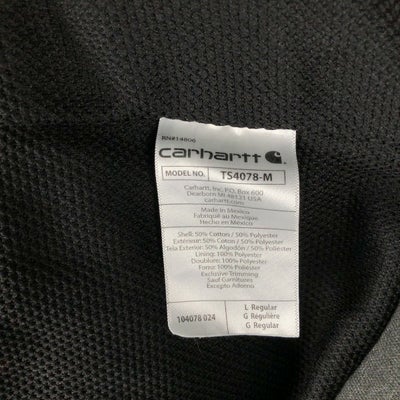 RN#14806
carhartt
MODEL NO. TS4078-M
Carhartt, Inc. P.O. Box 600
Dearborn MI 48121 USA
carhartt.com
Made in Mexico
Fabriqué au Mexique
Hecho en Mexico
Shell: 50% Cotton / 50% Polyester
Extérieur: 50% Cotton / 50% Polyester
Tela Exterior: 50% Algodón / 50% Poliéster
Lining: 100% Polyester
Doublure: 100% Polyester
Forro: 100% Poliéster
Exclusive Trimming
Sauf Garnitures
Excepto Adorno
104078 024
L Regular
G Régulière
G Regular